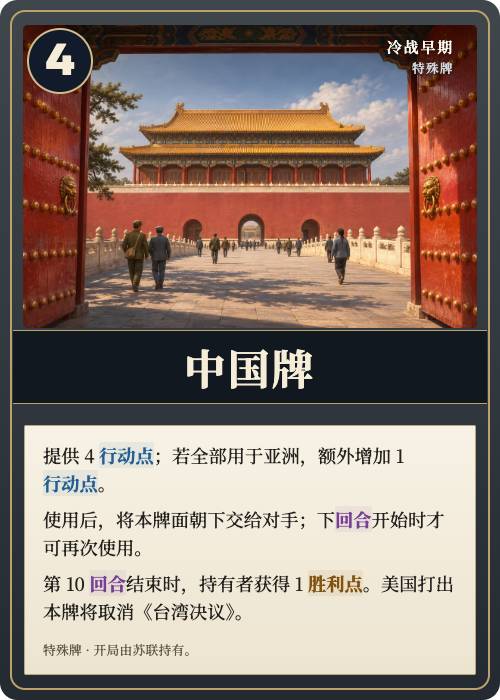 4
冷战早期
特殊牌
中国牌
提供 4 行动点；若全部用于亚洲，额外增加 1
行动点。
使用后，将本牌面朝下交给对手；下回合开始时才
可再次使用。
第 10 回合结束时，持有者获得 1 胜利点。美国打出
本牌将取消《台湾决议》。
特殊牌 · 开局由苏联持有。